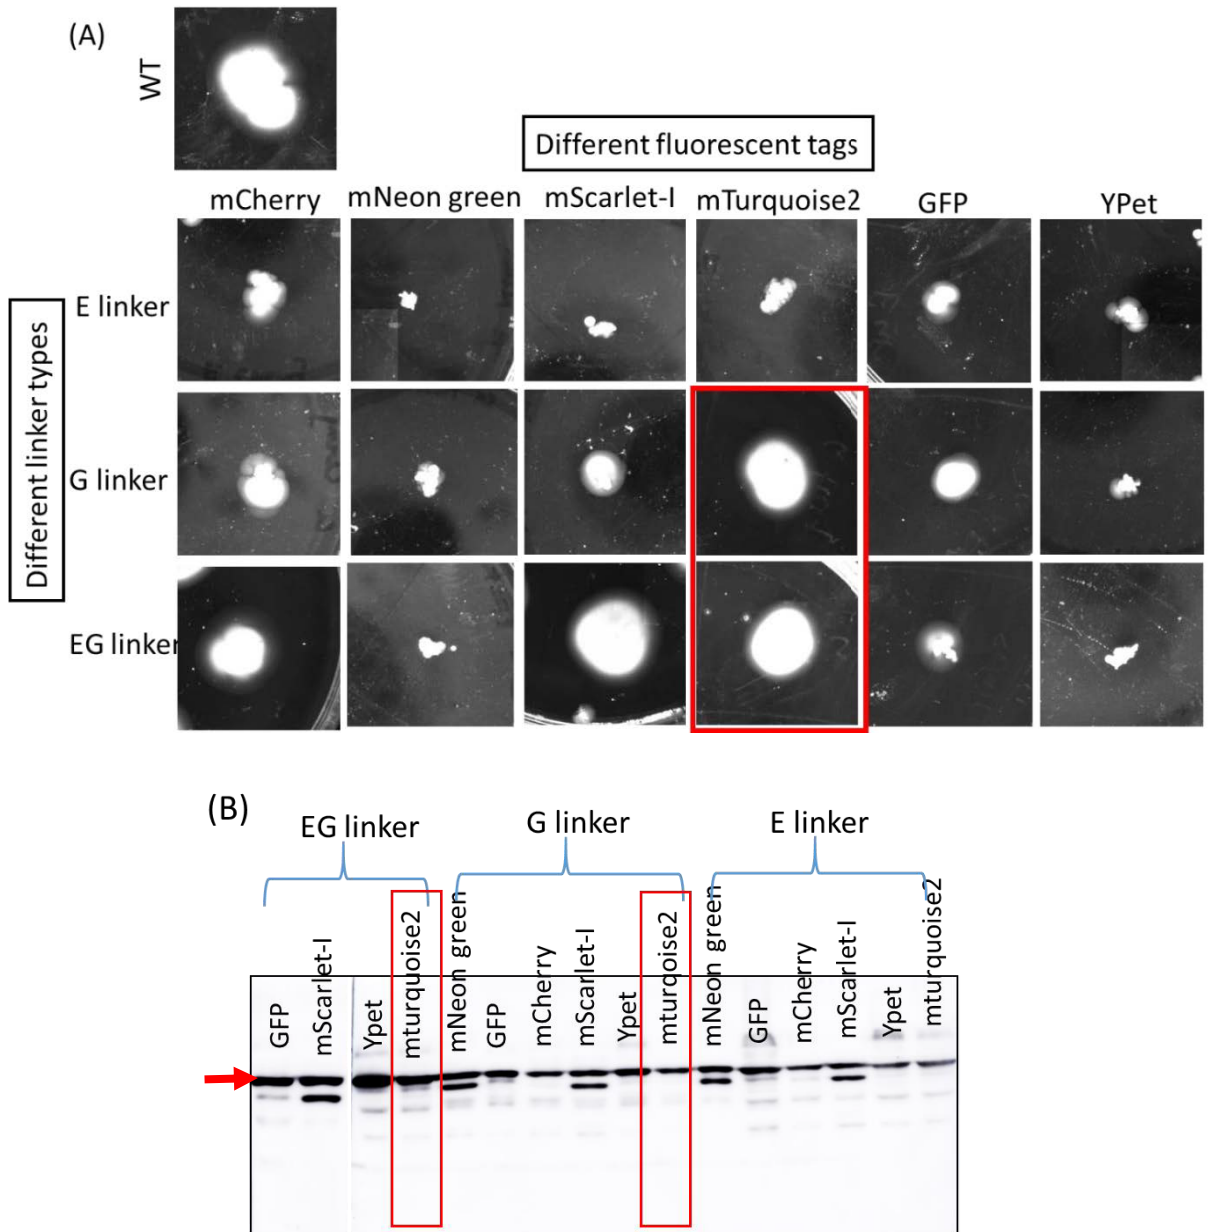 (A)
WT
Different fluorescent tags
mCherry
mNeon green
mScarlet-I
mTurquoise2
GFP
YPet
Different linker types
E linker
G linker
EG linker
(B)
EG linker
G linker
E linker
GFP
mScarlet-I
Ypet
mturquoise2
mNeon green
GFP
mCherry
mScarlet-I
Ypet
mturquoise2
mNeon green
GFP
mCherry
mScarlet-I
Ypet
mturquoise2